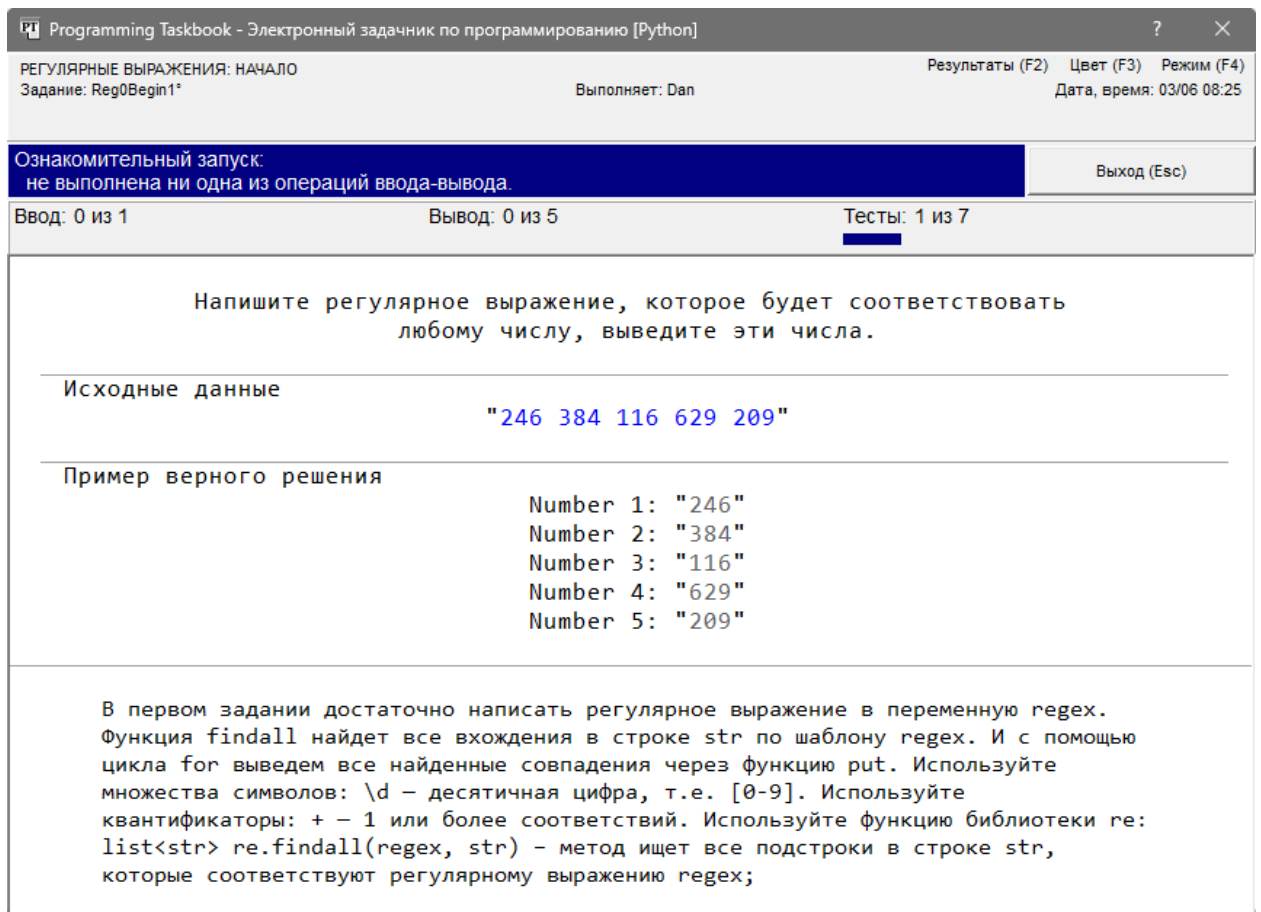 Programming Taskbook - Электронный задачник по программированию [Python]
РЕГУЛЯРНЫЕ ВЫРАЖЕНИЯ: НАЧАЛО
Результаты (F2) Цвет (F3) Режим (F4)
Задание: Reg0Begin1°
Выполняет: Dan
Дата, время: 03/06 08:25
Ознакомительный запуск:
не выполнена ни одна из операций ввода-вывода.
Выход (Esc)
Ввод: 0 из 1
Вывод: 0 из 5
Тесты: 1 из 7
Напишите регулярное выражение, которое будет соответствовать
любому числу, выведите эти числа.
Исходные данные
"246 384 116 629 209"
Пример верного решения
Number 1: "246"
Number 2: "384"
Number 3: "116"
Number 4: "629"
Number 5: "209"
В первом задании достаточно написать регулярное выражение в переменную regex.
Функция findall найдет все вхождения в строке str по шаблону regex. И с помощью
цикла for выведем все найденные совпадения через функцию put. Используйте
множества символов: \d — десятичная цифра, т.е. [0-9]. Используйте
квантификаторы: + — 1 или более соответствий. Используйте функцию библиотеки re:
list<str> re.findall(regex, str) – метод ищет все подстроки в строке str,
которые соответствуют регулярному выражению regex;